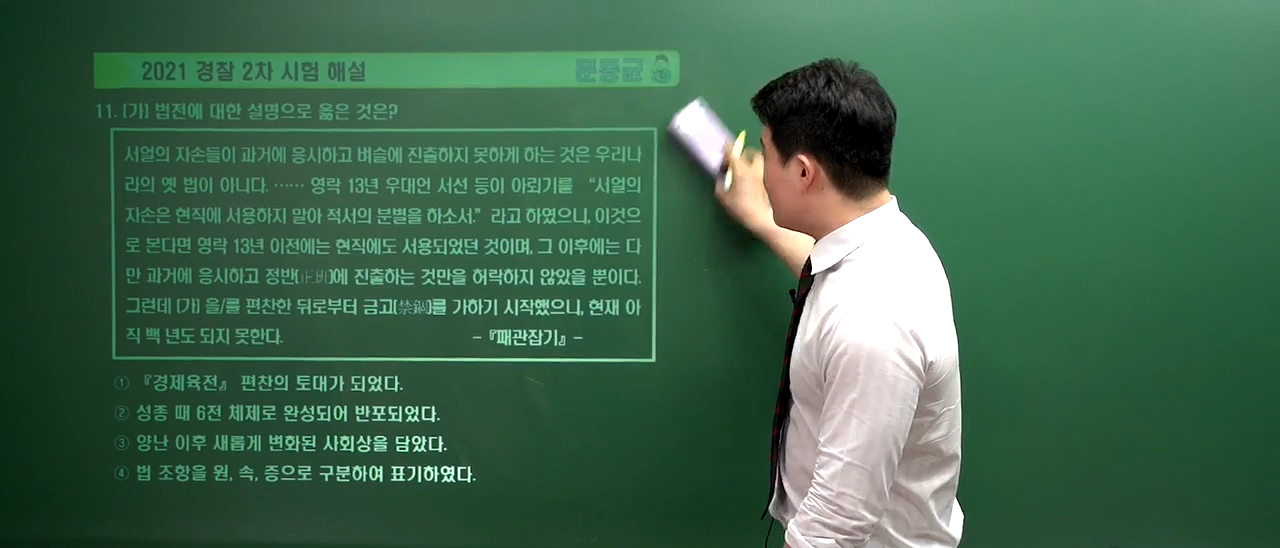 2021 경찰 2차 시험 해설 문동균
11. (가) 법전에 대한 설명으로 옳은 것은?
서얼의 자손들이 과거에 응시하고 벼슬에 진출하지 못하게 하는 것은 우리나
라의 옛 법이 아니다. …… 영락 13년 우대언 서선 등이 아뢰기를 “서얼의
자손은 현직에 서용하지 말아 적서의 분별을 하소서.” 라고 하였으니, 이것으
로 본다면 영락 13년 이전에는 현직에도 서용되었던 것이며, 그 이후에는 다
만 과거에 응시하고 정반(正班)에 진출하는 것만을 허락하지 않았을 뿐이다.
그런데 (가) 을/를 편찬한 뒤로부터 금고(禁錮)를 가하기 시작했으니, 현재 아
직 백 년도 되지 못한다. - 『패관잡기』 -
① 『경제육전』 편찬의 토대가 되었다.
② 성종 때 6전 체제로 완성되어 반포되었다.
③ 양난 이후 새롭게 변화된 사회상을 담았다.
④ 법 조항을 원, 속, 증으로 구분하여 표기하였다.